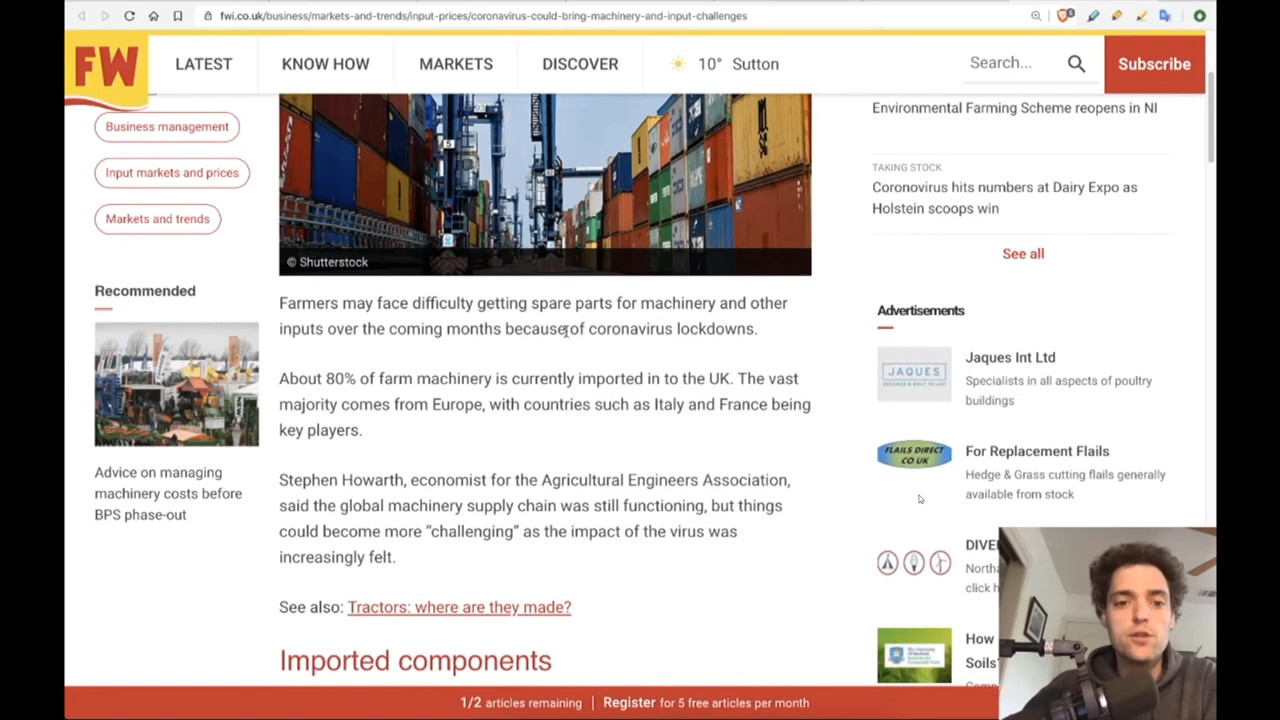 fwi.co.uk/business/markets-and-trends/input-prices/coronavirus-could-bring-machinery-and-input-challenges
FW
LATEST
KNOW HOW
MARKETS
DISCOVER
10° Sutton
Search...
Subscribe
Business management
Input markets and prices
Markets and trends
Recommended
Advice on managing
machinery costs before
BPS phase-out
© Shutterstock
Farmers may face difficulty getting spare parts for machinery and other
inputs over the coming months because of coronavirus lockdowns.
About 80% of farm machinery is currently imported in to the UK. The vast
majority comes from Europe, with countries such as Italy and France being
key players.
Stephen Howarth, economist for the Agricultural Engineers Association,
said the global machinery supply chain was still functioning, but things
could become more “challenging” as the impact of the virus was
increasingly felt.
See also: Tractors: where are they made?
Imported components
Environmental Farming Scheme reopens in NI
TAKING STOCK
Coronovirus hits numbers at Dairy Expo as
Holstein scoops win
See all
Advertisements
JAQUES
Jaques Int Ltd
Specialists in all aspects of poultry
buildings
FLAILS DIRECT
CO UK
For Replacement Flails
Hedge & Grass cutting flails generally
available from stock
DIVE
North
click h
How
Soils
1/2 articles remaining | Register for 5 free articles per month